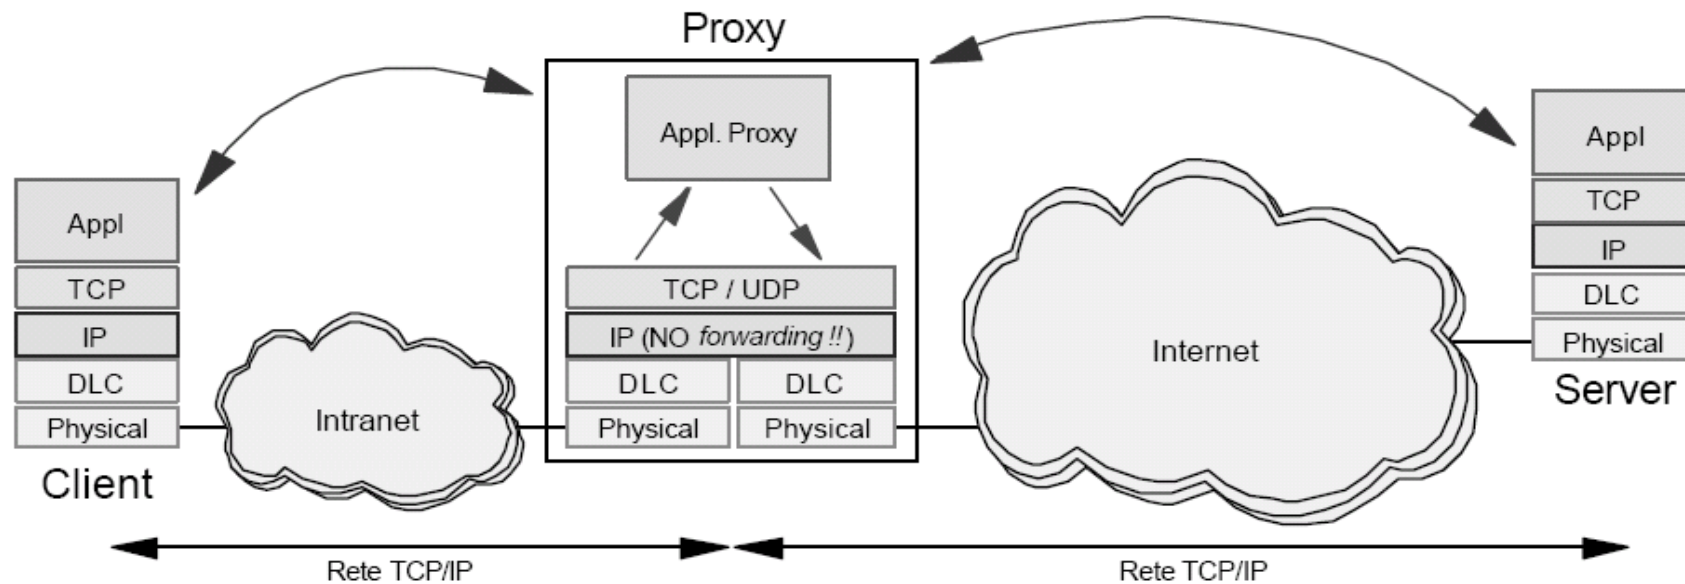 Proxy
Appl. Proxy
Appl
TCP
IP
DLC
Physical
Server
Appl
TCP
IP
DLC
Physical
Client
TCP / UDP
IP (NO forwarding !!)
DLC DLC
Physical Physical
Intranet
Internet
Rete TCP/IP
Rete TCP/IP